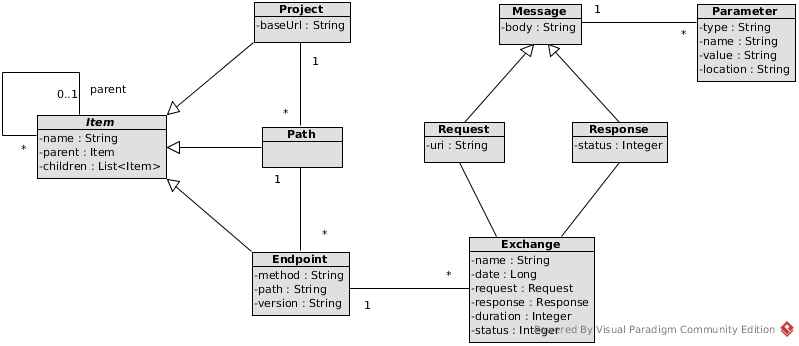 Project
-baseUrl : String
1
*
Message
-body : String
1
*
Parameter
-type : String
-name : String
-value : String
-location : String
0..1
parent
*
Item
-name : String
-parent : Item
-children : List<Item>
Path
1
*
Request
-uri : String
Response
-status : Integer
Endpoint
-method : String
-path : String
-version : String
1
*
Exchange
-name : String
-date : Long
-request : Request
-response : Response
-duration : Integer
-status : Integer
Powered By Visual Paradigm Community Edition